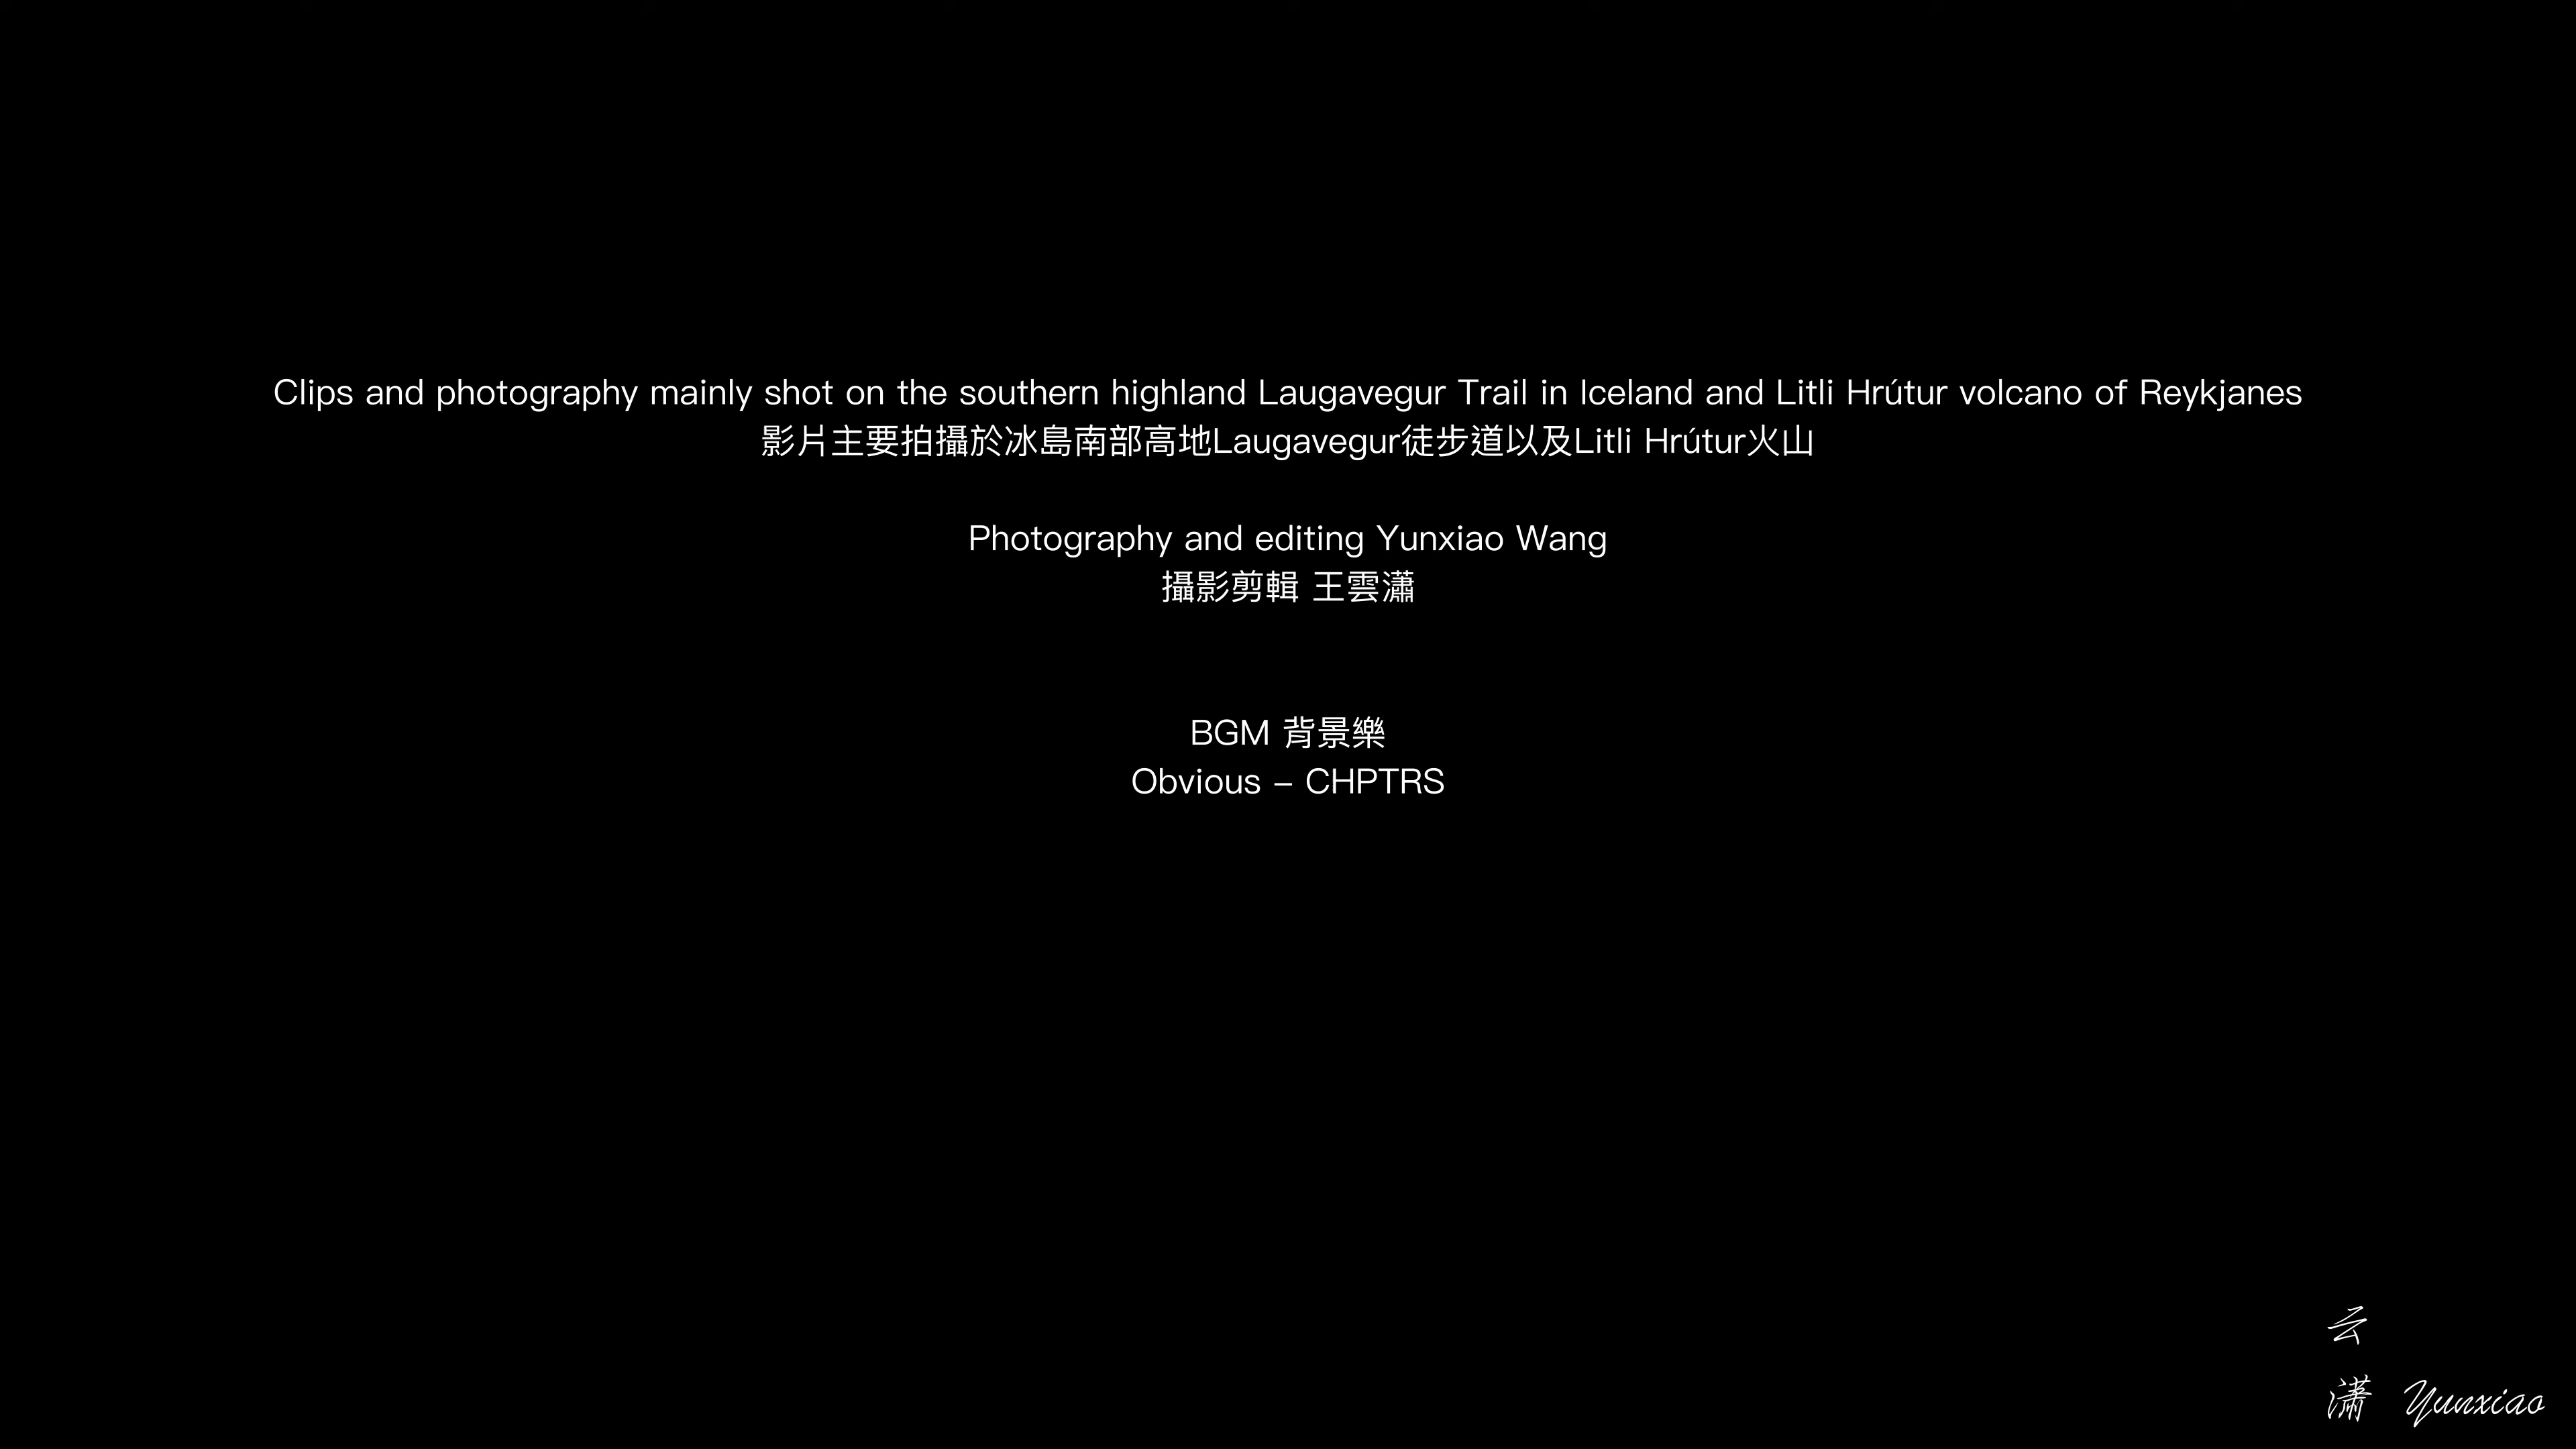 Clips and photography mainly shot on the southern highland Laugavegur Trail in Iceland and Litli Hrútur volcano of Reykjanes
影片主要拍攝於冰島南部高地Laugavegur徒步道以及Litli Hrútur火山
Photography and editing Yunxiao Wang
攝影剪輯 王雲瀟
BGM 背景樂
Obvious - CHPTRS
云
瀟 Yunxiao